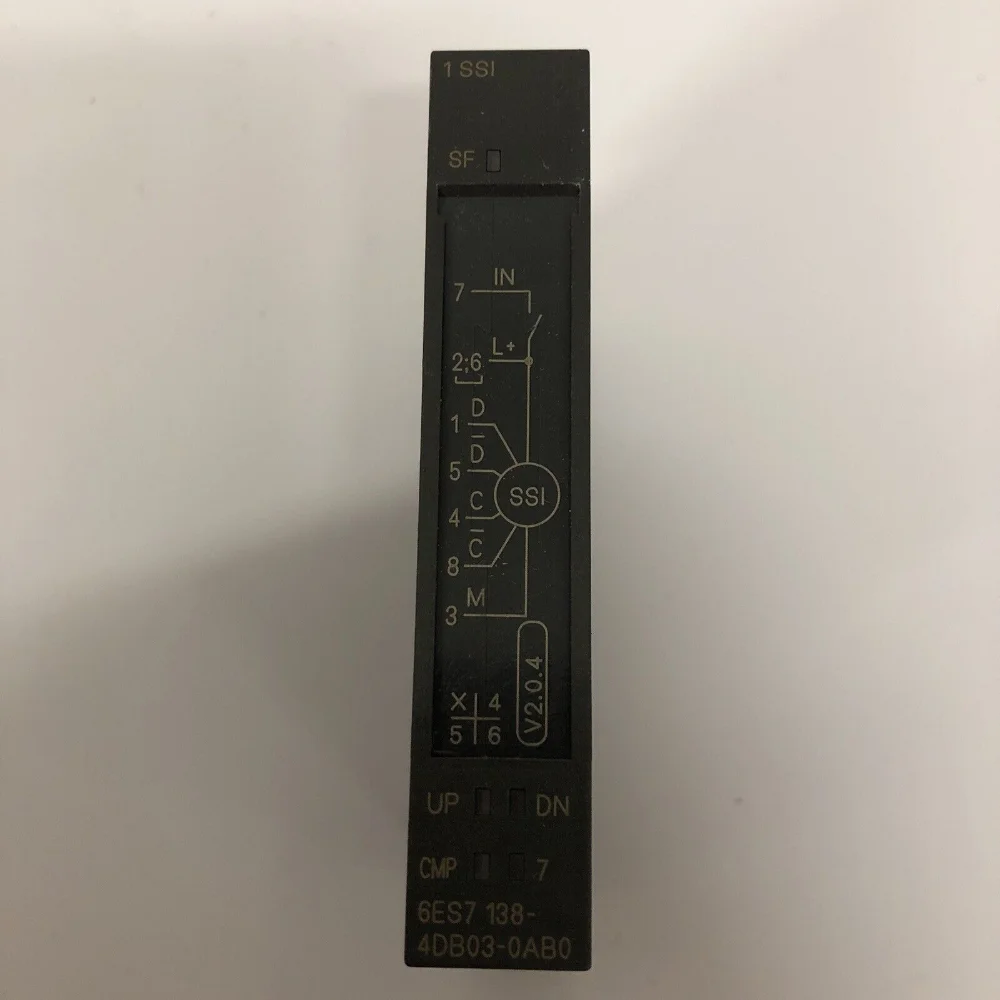 1 SSI
SF
IN
7
L+
2;6
D
1
D̅
5
SSI
C
4
C̅
8
M
3
V2.0.4
X 4
5 6
UP DN
CMP 7
6ES7 138-
4DB03-0AB0